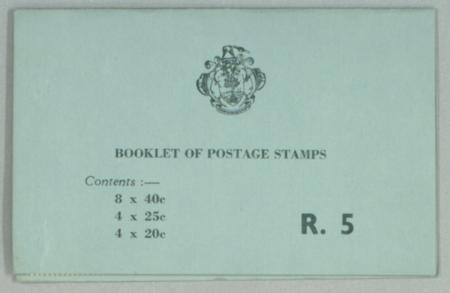 BOOKLET OF POSTAGE STAMPS
Contents :—
8 x 40c
4 x 25c
4 x 20c
R. 5